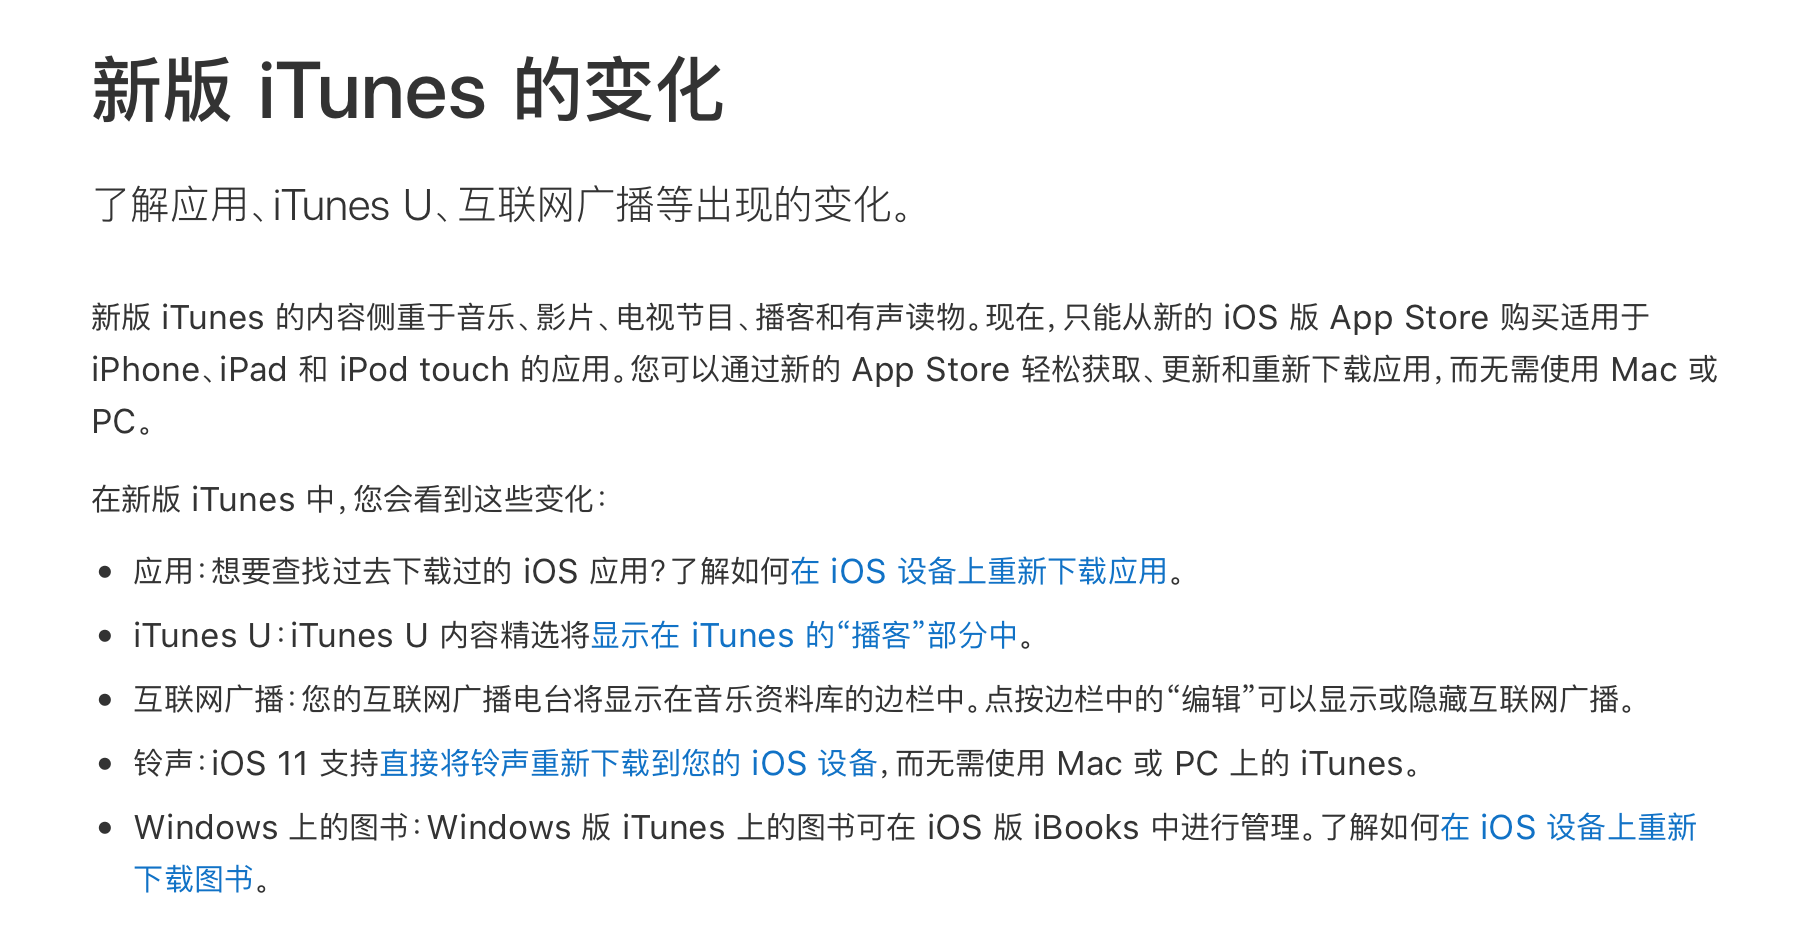 新版 iTunes 的变化
了解应用、iTunes U、互联网广播等出现的变化。
新版 iTunes 的内容侧重于音乐、影片、电视节目、播客和有声读物。现在，只能从新的 iOS 版 App Store 购买适用于
iPhone、iPad 和 iPod touch 的应用。您可以通过新的 App Store 轻松获取、更新和重新下载应用，而无需使用 Mac 或
PC。
在新版 iTunes 中，您会看到这些变化：
• 应用：想要查找过去下载过的 iOS 应用？了解如何在 iOS 设备上重新下载应用。
• iTunes U：iTunes U 内容精选将显示在 iTunes 的“播客”部分中。
• 互联网广播：您的互联网广播电台将显示在音乐资料库的边栏中。点按边栏中的“编辑”可以显示或隐藏互联网广播。
• 铃声：iOS 11 支持直接将铃声重新下载到您的 iOS 设备，而无需使用 Mac 或 PC 上的 iTunes。
• Windows 上的图书：Windows 版 iTunes 上的图书可在 iOS 版 iBooks 中进行管理。了解如何在 iOS 设备上重新
下载图书。